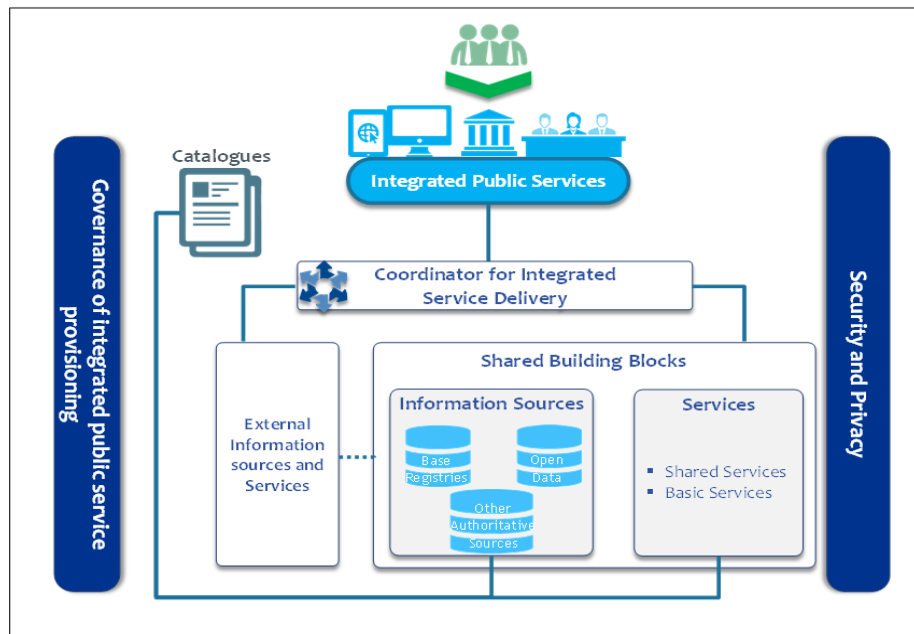 Catalogues
Integrated Public Services
Governance of integrated public service
provisioning
Coordinator for Integrated
Service Delivery
Security and Privacy
External
Information
sources and
Services
Shared Building Blocks
Information Sources
Base
Registries
Open
Data
Other
Authoritative
Sources
Services
▪ Shared Services
▪ Basic Services